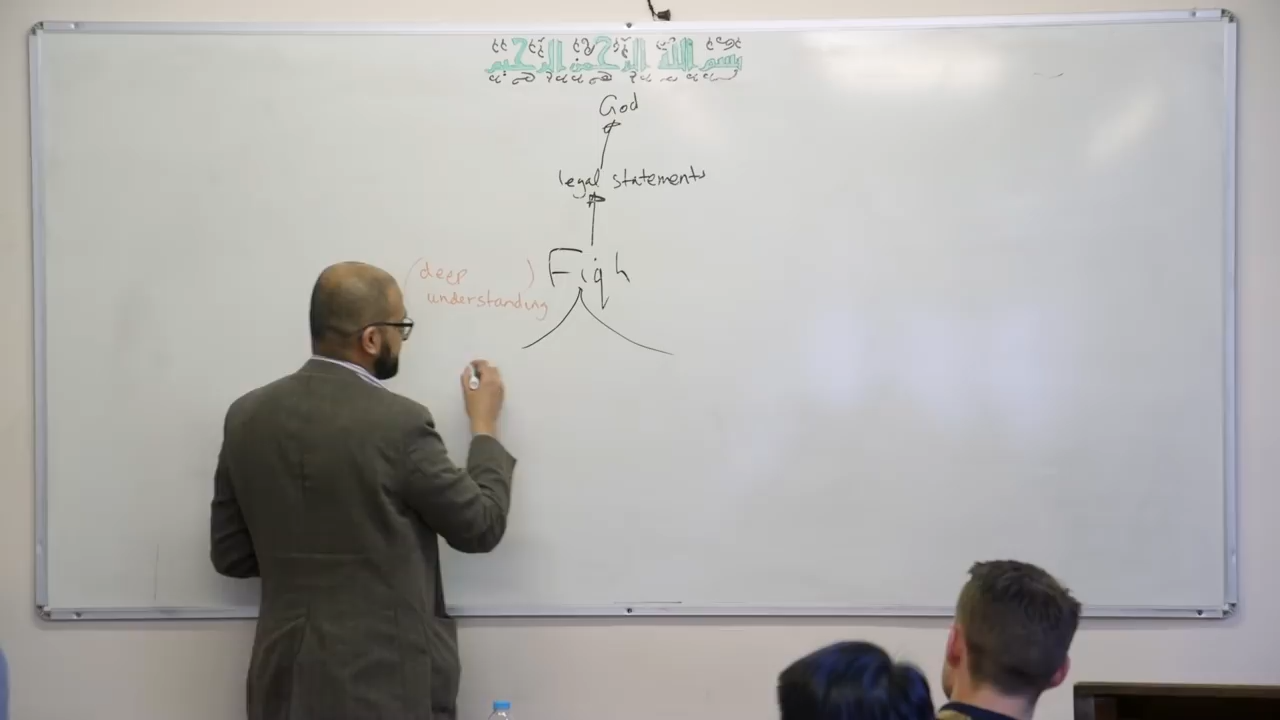 بسم الله الرحمن الرحيم
God
legal statements
Fiqh
(deep
understanding)